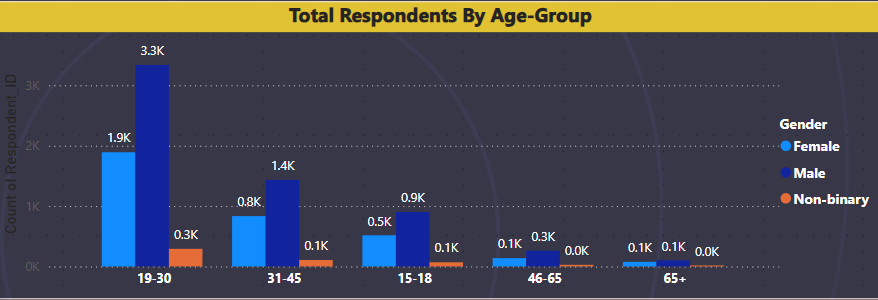 Total Respondents By Age-Group
Count of Respondent_ID
3K
2K
1K
0K
1.9K
3.3K
0.3K
0.8K
1.4K
0.1K
0.5K
0.9K
0.1K
0.1K
0.3K
0.0K
0.1K
0.1K
0.0K
19-30
31-45
15-18
46-65
65+
Gender
Female
Male
Non-binary